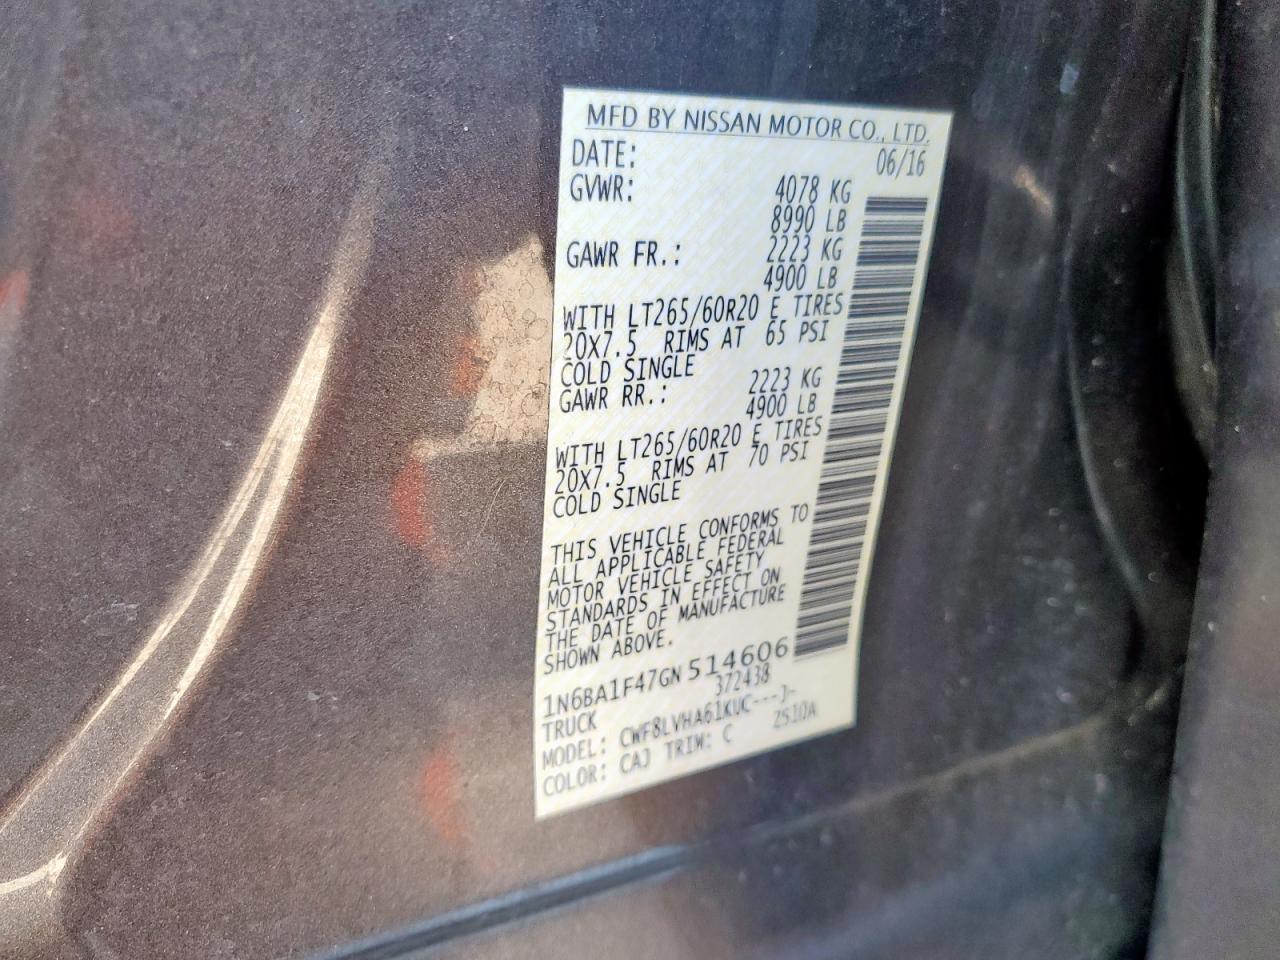 MFD BY NISSAN MOTOR CO., LTD.
DATE: 06/16
GVWR: 4078 KG
8990 LB
GAWR FR.: 2223 KG
4900 LB
WITH LT265/60R20 E TIRES
20X7.5 RIMS AT 65 PSI
COLD SINGLE
GAWR RR.: 2223 KG
4900 LB
WITH LT265/60R20 E TIRES
20X7.5 RIMS AT 70 PSI
COLD SINGLE
THIS VEHICLE CONFORMS TO
ALL APPLICABLE FEDERAL
MOTOR VEHICLE SAFETY
STANDARDS IN EFFECT ON
THE DATE OF MANUFACTURE
SHOWN ABOVE.
1N6BA1F47GN514606
TRUCK 372438
MODEL: CWF8LVHA61KUC---J-
COLOR: CAJ TRIM: C 2S10A